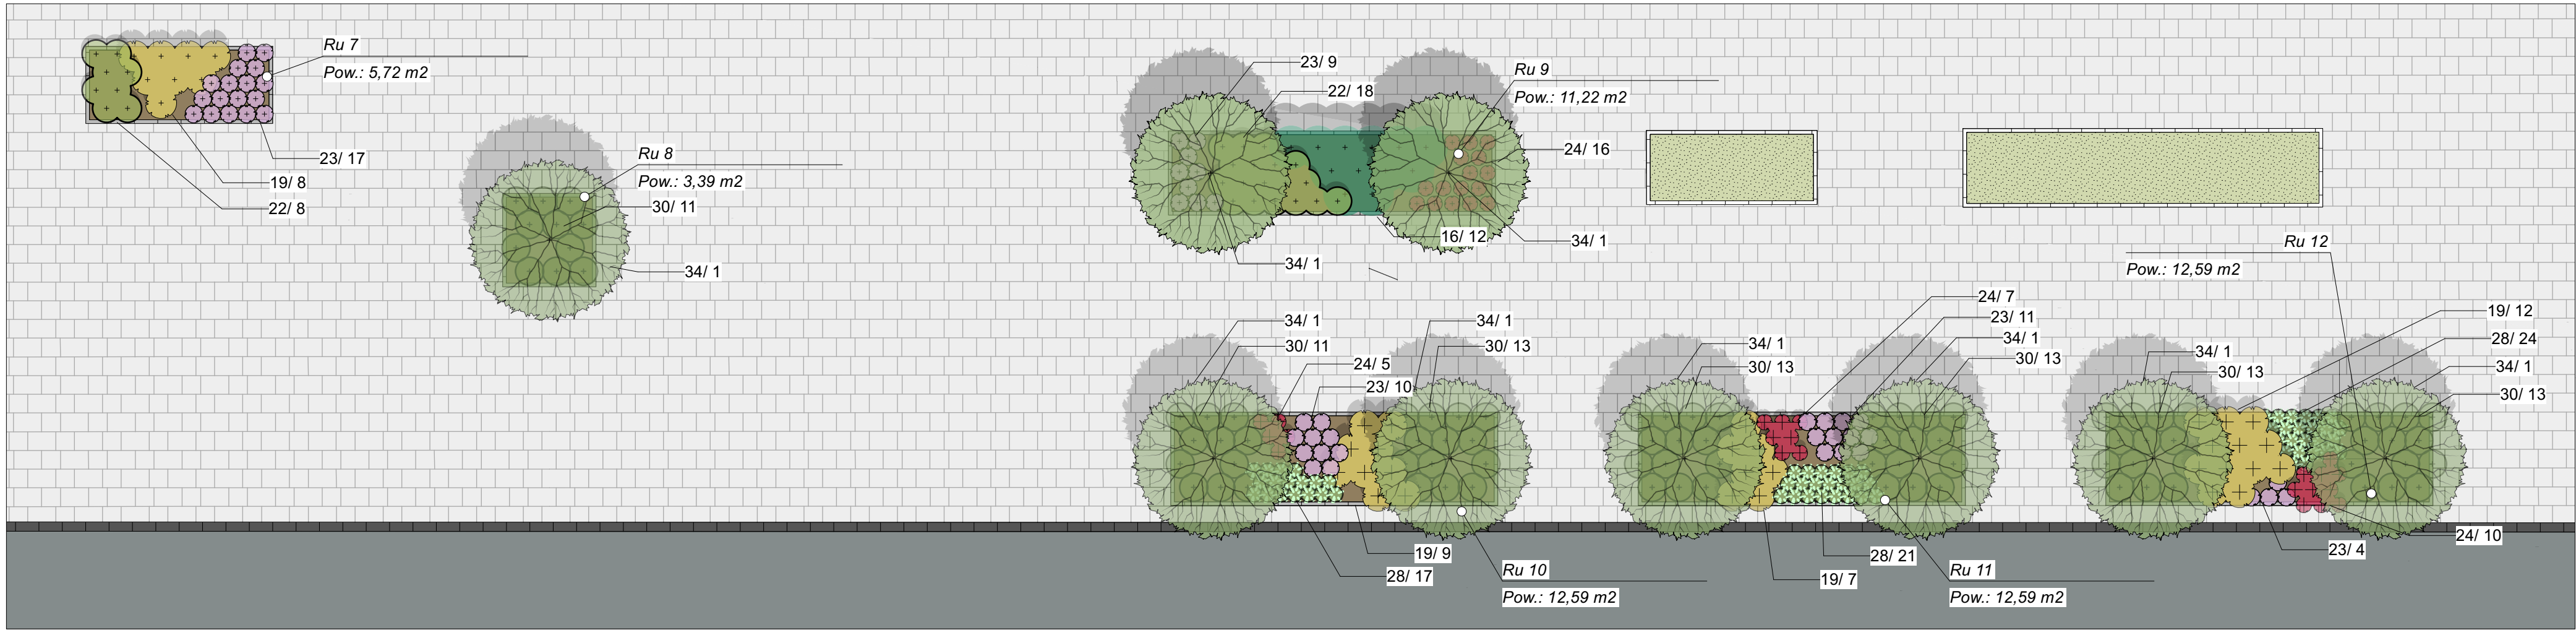 Ru 7
Pow.: 5,72 m2
23/ 17
19/ 8
22/ 8
Ru 8
Pow.: 3,39 m2
30/ 11
34/ 1
23/ 9
22/ 18
Ru 9
Pow.: 11,22 m2
24/ 16
16/ 12
34/ 1
34/ 1
34/ 1
30/ 11
24/ 5
23/ 10
34/ 1
30/ 13
19/ 9
28/ 17
Ru 10
Pow.: 12,59 m2
34/ 1
30/ 13
24/ 7
23/ 11
34/ 1
30/ 13
28/ 21
19/ 7
Ru 11
Pow.: 12,59 m2
Ru 12
Pow.: 12,59 m2
34/ 1
30/ 13
19/ 12
28/ 24
34/ 1
30/ 13
24/ 10
23/ 4